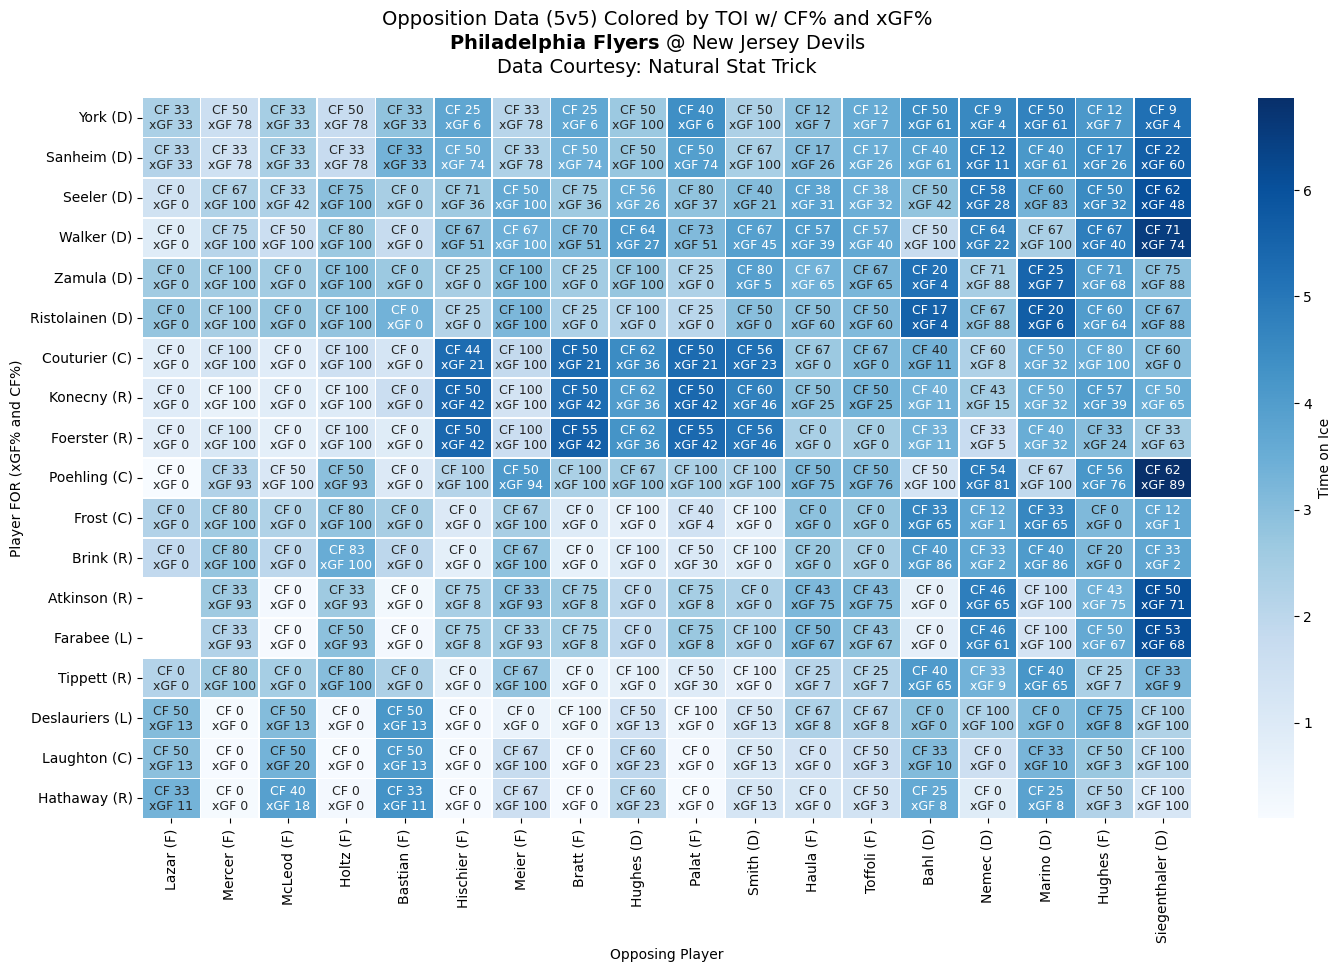 Opposition Data (5v5) Colored by TOI w/ CF% and xGF%
Philadelphia Flyers @ New Jersey Devils
Data Courtesy: Natural Stat Trick
Player FOR (xGF% and CF%)
York (D) CF 33 CF 50 CF 33 CF 50 CF 33 CF 25 CF 33 CF 25 CF 50 CF 40 CF 50 CF 12 CF 12 CF 50 CF 9 CF 50 CF 12 CF 9
xGF 33 xGF 78 xGF 33 xGF 78 xGF 33 xGF 6 xGF 78 xGF 6 xGF 100 xGF 6 xGF 100 xGF 7 xGF 7 xGF 61 xGF 4 xGF 61 xGF 7 xGF 4
Sanheim (D) CF 33 CF 33 CF 33 CF 33 CF 33 CF 50 CF 33 CF 50 CF 50 CF 50 CF 67 CF 17 CF 17 CF 40 CF 12 CF 40 CF 17 CF 22
xGF 33 xGF 78 xGF 33 xGF 78 xGF 33 xGF 74 xGF 78 xGF 74 xGF 100 xGF 74 xGF 100 xGF 26 xGF 26 xGF 61 xGF 11 xGF 61 xGF 26 xGF 60
Seeler (D) CF 0 CF 67 CF 33 CF 75 CF 0 CF 71 CF 50 CF 75 CF 56 CF 80 CF 40 CF 38 CF 38 CF 50 CF 58 CF 60 CF 50 CF 62
xGF 0 xGF 100 xGF 42 xGF 100 xGF 0 xGF 36 xGF 100 xGF 36 xGF 26 xGF 37 xGF 21 xGF 31 xGF 32 xGF 42 xGF 28 xGF 83 xGF 32 xGF 48
Walker (D) CF 0 CF 75 CF 50 CF 80 CF 0 CF 67 CF 67 CF 70 CF 64 CF 73 CF 67 CF 57 CF 57 CF 50 CF 64 CF 67 CF 67 CF 71
xGF 0 xGF 100 xGF 100 xGF 100 xGF 0 xGF 51 xGF 100 xGF 51 xGF 27 xGF 51 xGF 45 xGF 39 xGF 40 xGF 100 xGF 22 xGF 100 xGF 40 xGF 74
Zamula (D) CF 0 CF 100 CF 0 CF 100 CF 0 CF 25 CF 100 CF 25 CF 100 CF 25 CF 80 CF 67 CF 67 CF 20 CF 71 CF 25 CF 71 CF 75
xGF 0 xGF 100 xGF 0 xGF 100 xGF 0 xGF 0 xGF 100 xGF 0 xGF 100 xGF 0 xGF 5 xGF 65 xGF 65 xGF 4 xGF 88 xGF 7 xGF 68 xGF 88
Ristolainen (D) CF 0 CF 100 CF 0 CF 100 CF 0 CF 25 CF 100 CF 25 CF 100 CF 25 CF 50 CF 50 CF 50 CF 17 CF 67 CF 20 CF 60 CF 67
xGF 0 xGF 100 xGF 0 xGF 100 xGF 0 xGF 0 xGF 100 xGF 0 xGF 0 xGF 0 xGF 0 xGF 60 xGF 60 xGF 4 xGF 88 xGF 6 xGF 64 xGF 88
Couturier (C) CF 0 CF 100 CF 0 CF 100 CF 0 CF 44 CF 100 CF 50 CF 62 CF 50 CF 56 CF 67 CF 67 CF 40 CF 60 CF 50 CF 80 CF 60
xGF 0 xGF 100 xGF 0 xGF 100 xGF 0 xGF 21 xGF 100 xGF 21 xGF 36 xGF 21 xGF 23 xGF 0 xGF 0 xGF 11 xGF 8 xGF 32 xGF 100 xGF 0
Konecny (R) CF 0 CF 100 CF 0 CF 100 CF 0 CF 50 CF 100 CF 50 CF 62 CF 50 CF 60 CF 50 CF 50 CF 40 CF 43 CF 50 CF 57 CF 50
xGF 0 xGF 100 xGF 0 xGF 100 xGF 0 xGF 42 xGF 100 xGF 42 xGF 36 xGF 42 xGF 46 xGF 25 xGF 25 xGF 11 xGF 15 xGF 32 xGF 39 xGF 65
Foerster (R) CF 0 CF 100 CF 0 CF 100 CF 0 CF 50 CF 100 CF 55 CF 62 CF 55 CF 56 CF 0 CF 0 CF 33 CF 33 CF 40 CF 33 CF 33
xGF 0 xGF 100 xGF 0 xGF 100 xGF 0 xGF 42 xGF 100 xGF 42 xGF 36 xGF 42 xGF 46 xGF 0 xGF 0 xGF 11 xGF 5 xGF 32 xGF 24 xGF 63
Poehling (C) CF 0 CF 33 CF 50 CF 50 CF 0 CF 100 CF 50 CF 100 CF 67 CF 100 CF 100 CF 50 CF 50 CF 50 CF 54 CF 67 CF 56 CF 62
xGF 0 xGF 93 xGF 100 xGF 93 xGF 0 xGF 100 xGF 94 xGF 100 xGF 100 xGF 100 xGF 100 xGF 75 xGF 76 xGF 100 xGF 81 xGF 100 xGF 76 xGF 89
Frost (C) CF 0 CF 80 CF 0 CF 80 CF 0 CF 0 CF 67 CF 0 CF 100 CF 40 CF 100 CF 0 CF 0 CF 33 CF 12 CF 33 CF 0 CF 12
xGF 0 xGF 100 xGF 0 xGF 100 xGF 0 xGF 0 xGF 100 xGF 0 xGF 0 xGF 4 xGF 0 xGF 0 xGF 0 xGF 65 xGF 1 xGF 65 xGF 0 xGF 1
Brink (R) CF 0 CF 80 CF 0 CF 83 CF 0 CF 0 CF 67 CF 0 CF 100 CF 50 CF 100 CF 20 CF 0 CF 40 CF 33 CF 40 CF 20 CF 33
xGF 0 xGF 100 xGF 0 xGF 100 xGF 0 xGF 0 xGF 100 xGF 0 xGF 0 xGF 30 xGF 0 xGF 0 xGF 0 xGF 86 xGF 2 xGF 86 xGF 0 xGF 2
Atkinson (R) CF 33 CF 0 CF 33 CF 0 CF 75 CF 33 CF 75 CF 0 CF 75 CF 0 CF 43 CF 43 CF 0 CF 46 CF 100 CF 43 CF 50
xGF 93 xGF 0 xGF 93 xGF 0 xGF 8 xGF 93 xGF 8 xGF 0 xGF 8 xGF 0 xGF 75 xGF 75 xGF 0 xGF 65 xGF 100 xGF 75 xGF 71
Farabee (L) CF 33 CF 0 CF 50 CF 0 CF 75 CF 33 CF 75 CF 0 CF 75 CF 100 CF 50 CF 43 CF 0 CF 46 CF 100 CF 50 CF 53
xGF 93 xGF 0 xGF 93 xGF 0 xGF 8 xGF 93 xGF 8 xGF 0 xGF 8 xGF 0 xGF 67 xGF 67 xGF 0 xGF 61 xGF 100 xGF 67 xGF 68
Tippett (R) CF 0 CF 80 CF 0 CF 80 CF 0 CF 0 CF 67 CF 0 CF 100 CF 50 CF 100 CF 25 CF 25 CF 40 CF 33 CF 40 CF 25 CF 33
xGF 0 xGF 100 xGF 0 xGF 100 xGF 0 xGF 0 xGF 100 xGF 0 xGF 0 xGF 30 xGF 0 xGF 7 xGF 7 xGF 65 xGF 9 xGF 65 xGF 7 xGF 9
Deslauriers (L) CF 50 CF 0 CF 50 CF 0 CF 50 CF 0 CF 0 CF 100 CF 50 CF 100 CF 50 CF 67 CF 67 CF 0 CF 100 CF 0 CF 75 CF 100
xGF 13 xGF 0 xGF 13 xGF 0 xGF 13 xGF 0 xGF 0 xGF 0 xGF 13 xGF 0 xGF 13 xGF 8 xGF 8 xGF 0 xGF 100 xGF 0 xGF 8 xGF 100
Laughton (C) CF 50 CF 0 CF 50 CF 0 CF 50 CF 0 CF 67 CF 0 CF 60 CF 0 CF 50 CF 0 CF 50 CF 33 CF 0 CF 33 CF 50 CF 100
xGF 13 xGF 0 xGF 20 xGF 0 xGF 13 xGF 0 xGF 100 xGF 0 xGF 23 xGF 0 xGF 13 xGF 0 xGF 3 xGF 10 xGF 0 xGF 10 xGF 3 xGF 100
Hathaway (R) CF 33 CF 0 CF 40 CF 0 CF 33 CF 0 CF 67 CF 0 CF 60 CF 0 CF 50 CF 0 CF 50 CF 25 CF 0 CF 25 CF 50 CF 100
xGF 11 xGF 0 xGF 18 xGF 0 xGF 11 xGF 0 xGF 100 xGF 0 xGF 23 xGF 0 xGF 13 xGF 0 xGF 3 xGF 8 xGF 0 xGF 8 xGF 3 xGF 100
Lazar (F) Mercer (F) McLeod (F) Holtz (F) Bastian (F) Hischier (F) Meier (F) Bratt (F) Hughes (D) Palat (F) Smith (D) Haula (F) Toffoli (F) Bahl (D) Nemec (D) Marino (D) Hughes (F) Siegenthaler (D)
Opposing Player
6
5
4
3
2
1
Time on Ice